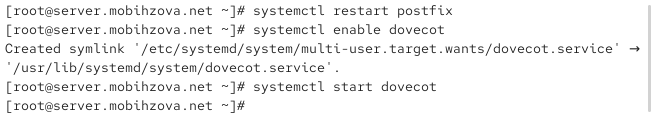 [root@server.mobihzova.net ~]# systemctl restart postfix
[root@server.mobihzova.net ~]# systemctl enable dovecot
Created symlink '/etc/systemd/system/multi-user.target.wants/dovecot.service' →
'/usr/lib/systemd/system/dovecot.service'.
[root@server.mobihzova.net ~]# systemctl start dovecot
[root@server.mobihzova.net ~]#